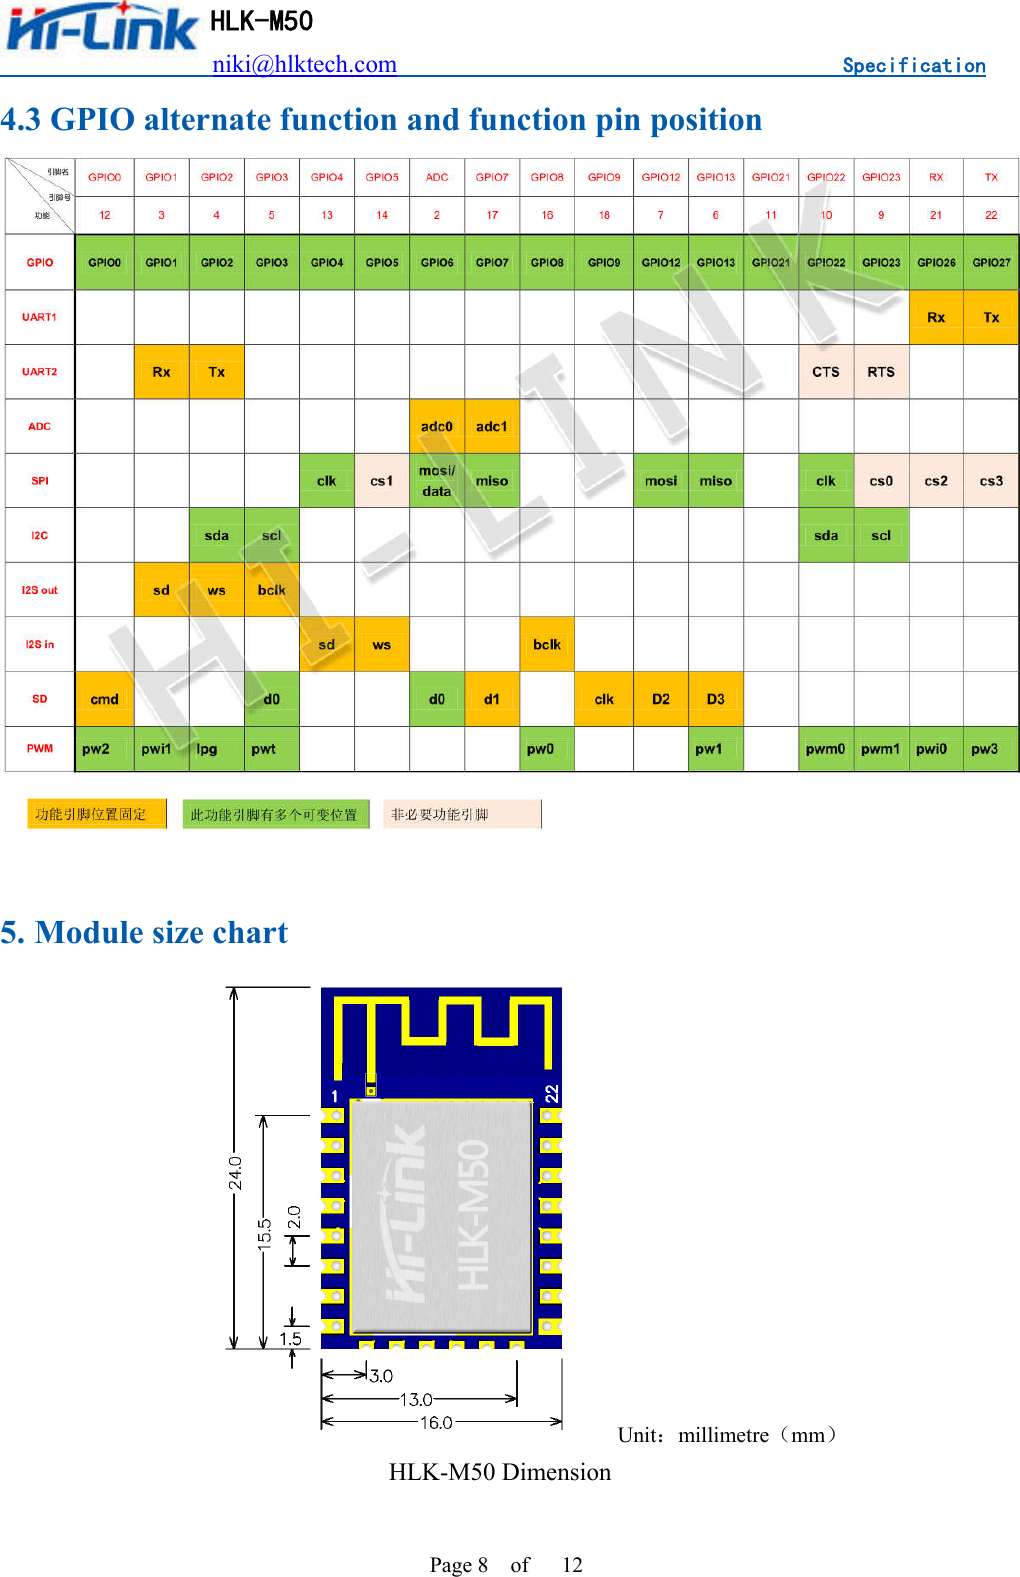 Hi-Link HLK-M50
niki@hlktech.com Specification
4.3 GPIO alternate function and function pin position
引脚名 GPIO0 GPIO1 GPIO2 GPIO3 GPIO4 GPIO5 ADC GPIO7 GPIO8 GPIO9 GPIO12 GPIO13 GPIO21 GPIO22 GPIO23 RX TX
引脚号 12 3 4 5 13 14 2 17 16 18 7 6 11 10 9 21 22
功能
GPIO GPIO0 GPIO1 GPIO2 GPIO3 GPIO4 GPIO5 GPIO6 GPIO7 GPIO8 GPIO9 GPIO12 GPIO13 GPIO21 GPIO22 GPIO23 GPIO26 GPIO27
UART1 Rx Tx
UART2 Rx Tx CTS RTS
ADC adc0 adc1
SPI clk cs1 mosi/ data miso mosi miso clk cs0 cs2 cs3
I2C sda scl sda scl
I2S out sd ws bclk
I2S in sd ws bclk
SD cmd d0 d0 d1 clk D2 D3
PWM pw2 pwi1 lpg pwt pw0 pw1 pwm0 pwm1 pwi0 pw3
HI-LINK
功能引脚位置固定 此功能引脚有多个可变位置 非必要功能引脚
5. Module size chart
1 22
24.0
15.5
2.0
1.5
Hi-Link
HLK-M50
3.0
13.0
16.0
Unit：millimetre（mm）
HLK-M50 Dimension
Page 8 of 12